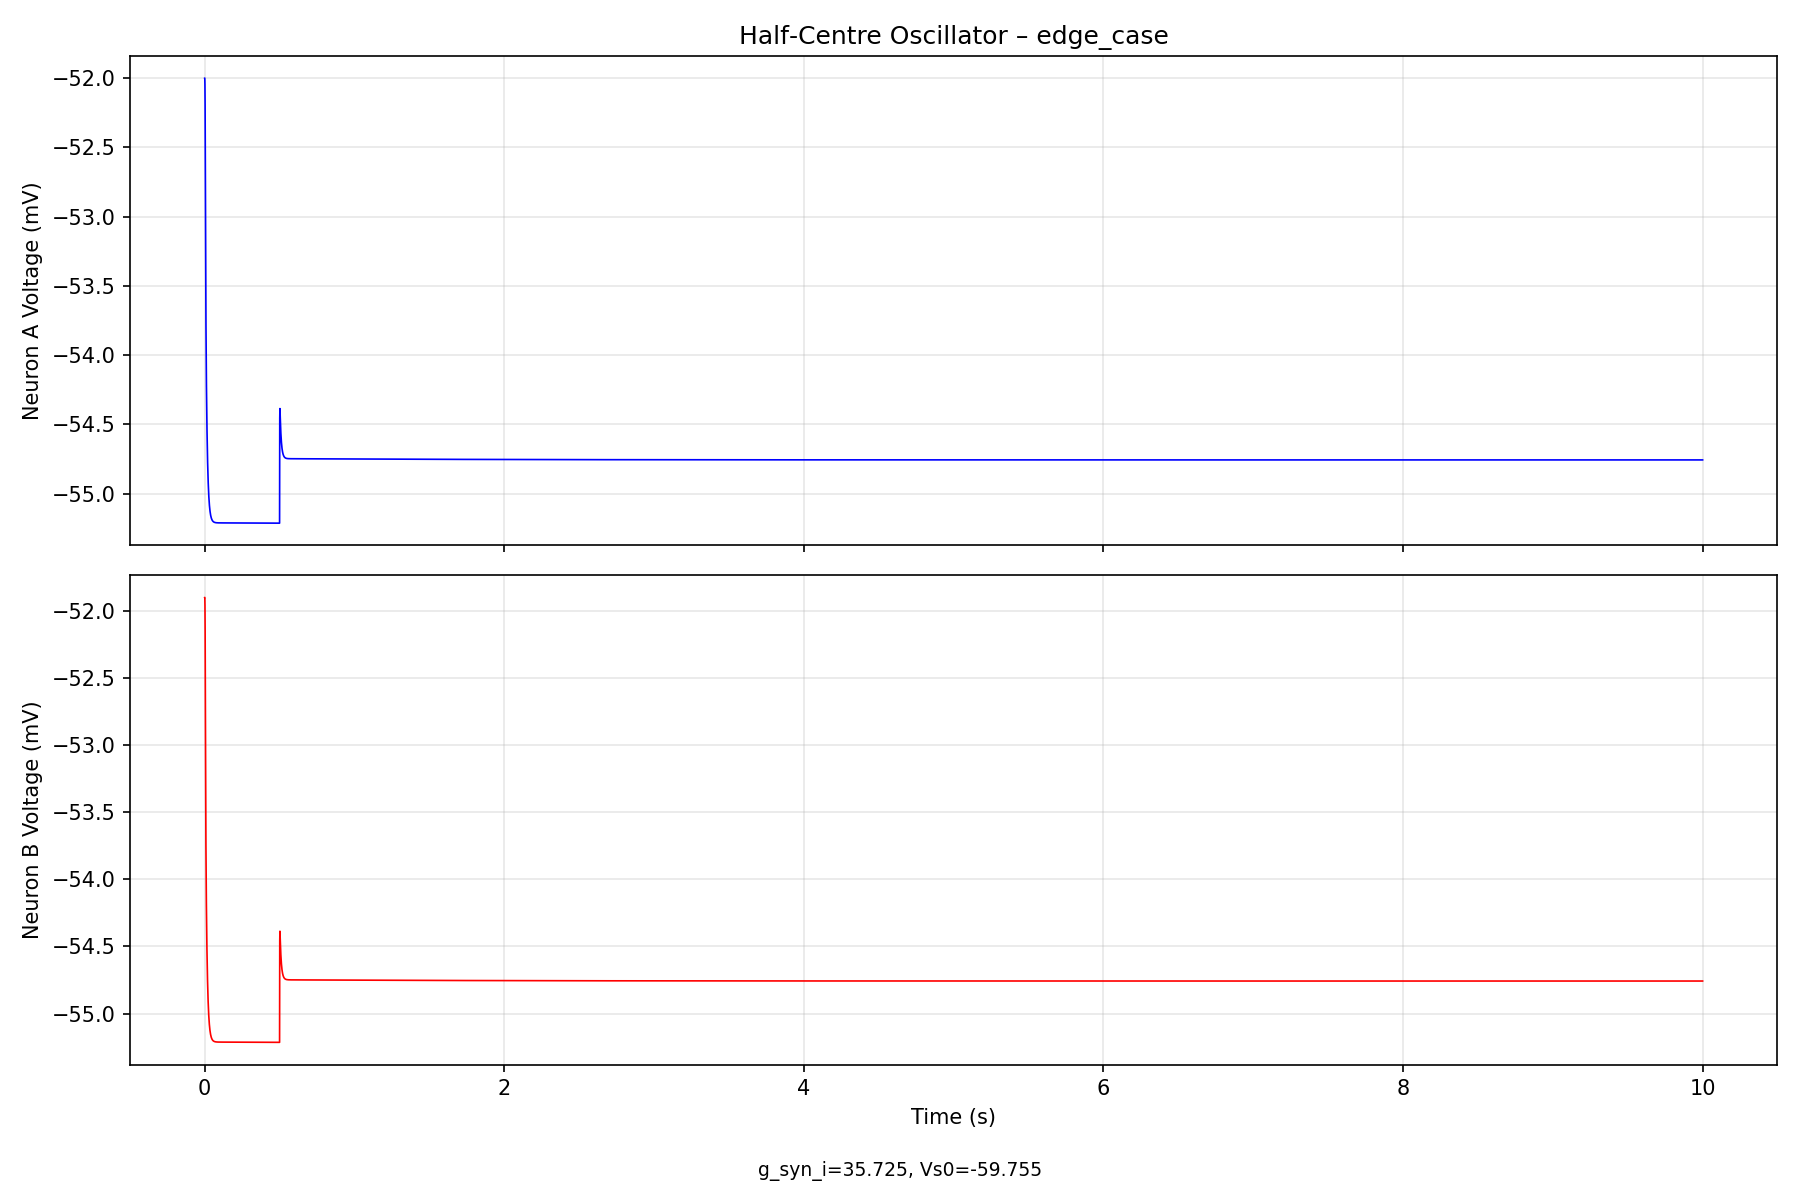 Half-Centre Oscillator – edge_case
−52.0
−52.5
−53.0
−53.5
−54.0
−54.5
−55.0
Neuron A Voltage (mV)
−52.0
−52.5
−53.0
−53.5
−54.0
−54.5
−55.0
Neuron B Voltage (mV)
0 2 4 6 8 10
Time (s)
g_syn_i=35.725, Vs0=-59.755